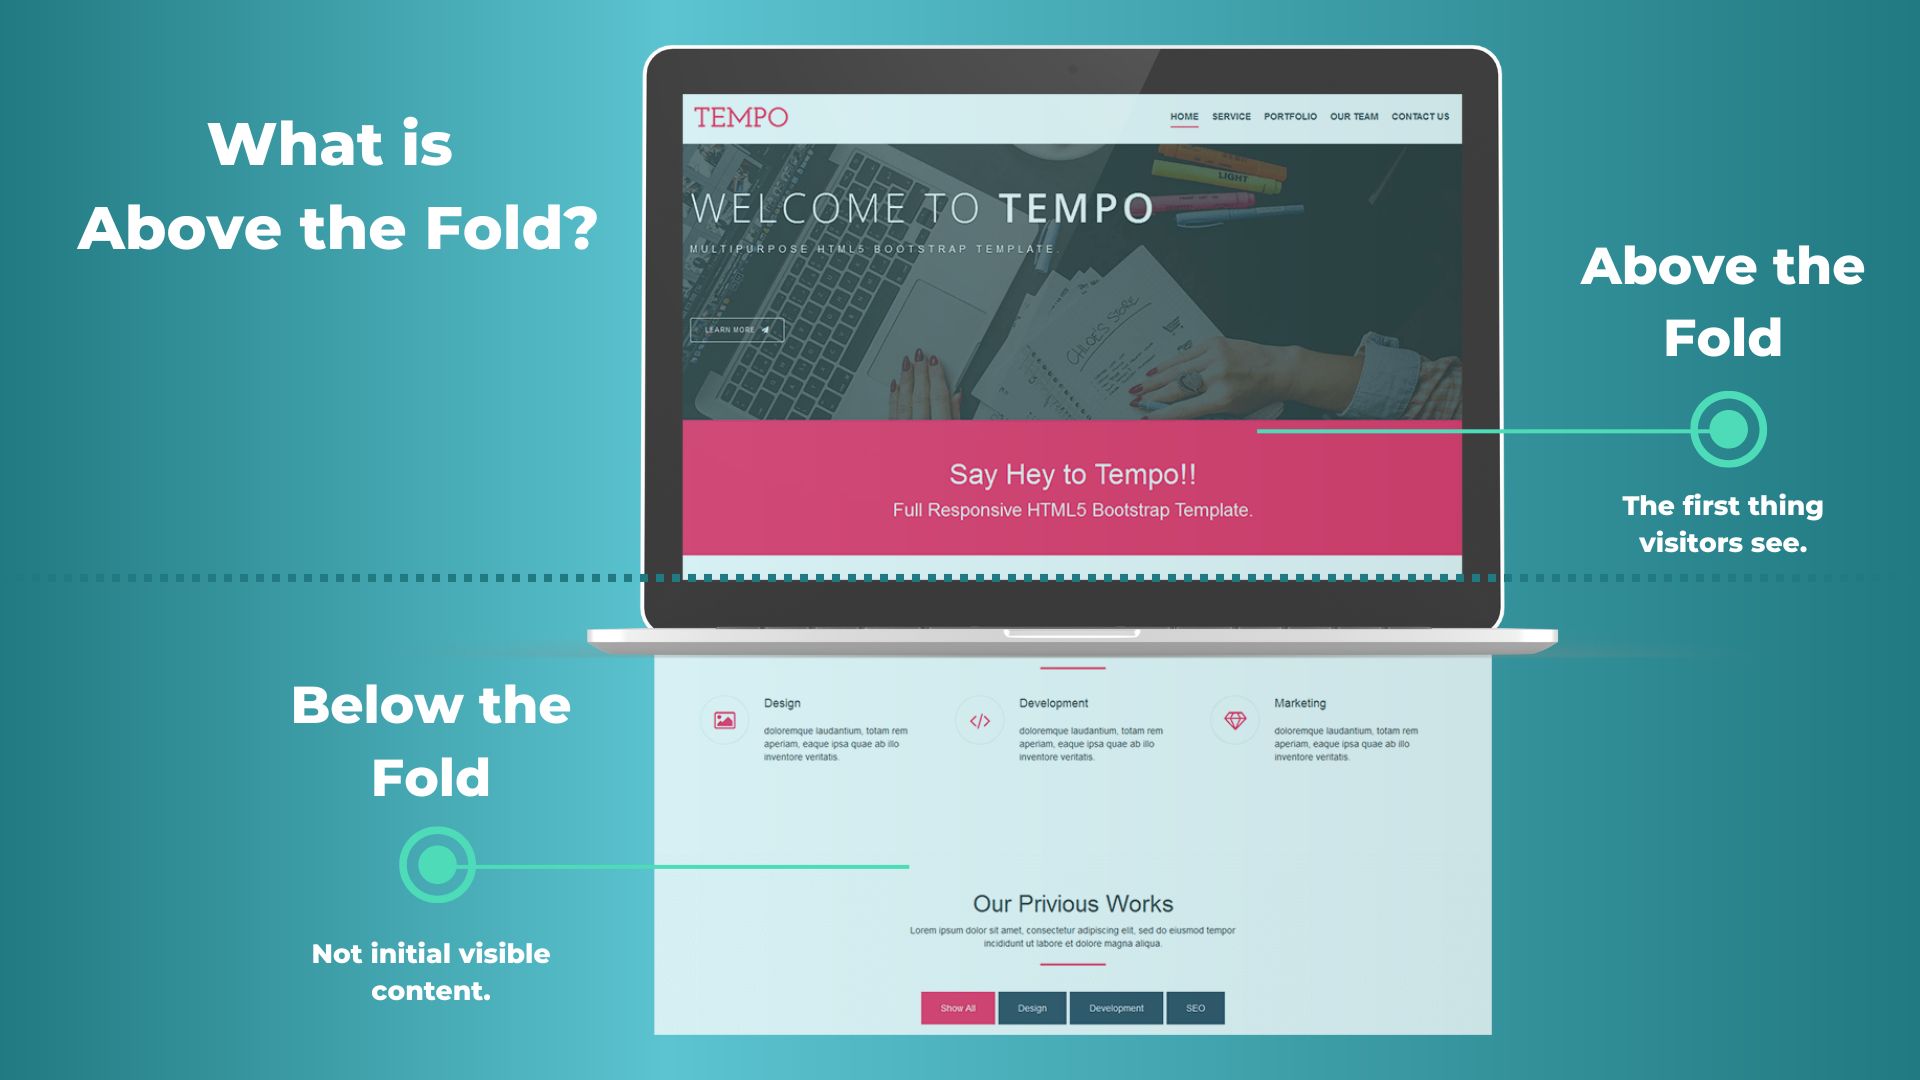 What is
Above the Fold?
TEMPO
HOME SERVICE PORTFOLIO OUR TEAM CONTACT US
LIGHT
WELCOME TO TEMPO
MULTIPURPOSE HTML5 BOOTSTRAP TEMPLATE.
CHLOE'S Store
LEARN MORE
Say Hey to Tempo!!
Full Responsive HTML5 Bootstrap Template.
Above the
Fold
The first thing
visitors see.
Below the
Fold
Not initial visible
content.
Design
doloremque laudantium, totam rem
aperiam, eaque ipsa quae ab illo
inventore veritatis.
Development
doloremque laudantium, totam rem
aperiam, eaque ipsa quae ab illo
inventore veritatis.
Marketing
doloremque laudantium, totam rem
aperiam, eaque ipsa quae ab illo
inventore veritatis.
Our Privious Works
Lorem ipsum dolor sit amet, consectetur adipiscing elit, sed do eiusmod tempor
incididunt ut labore et dolore magna aliqua.
Show All Design Development SEO